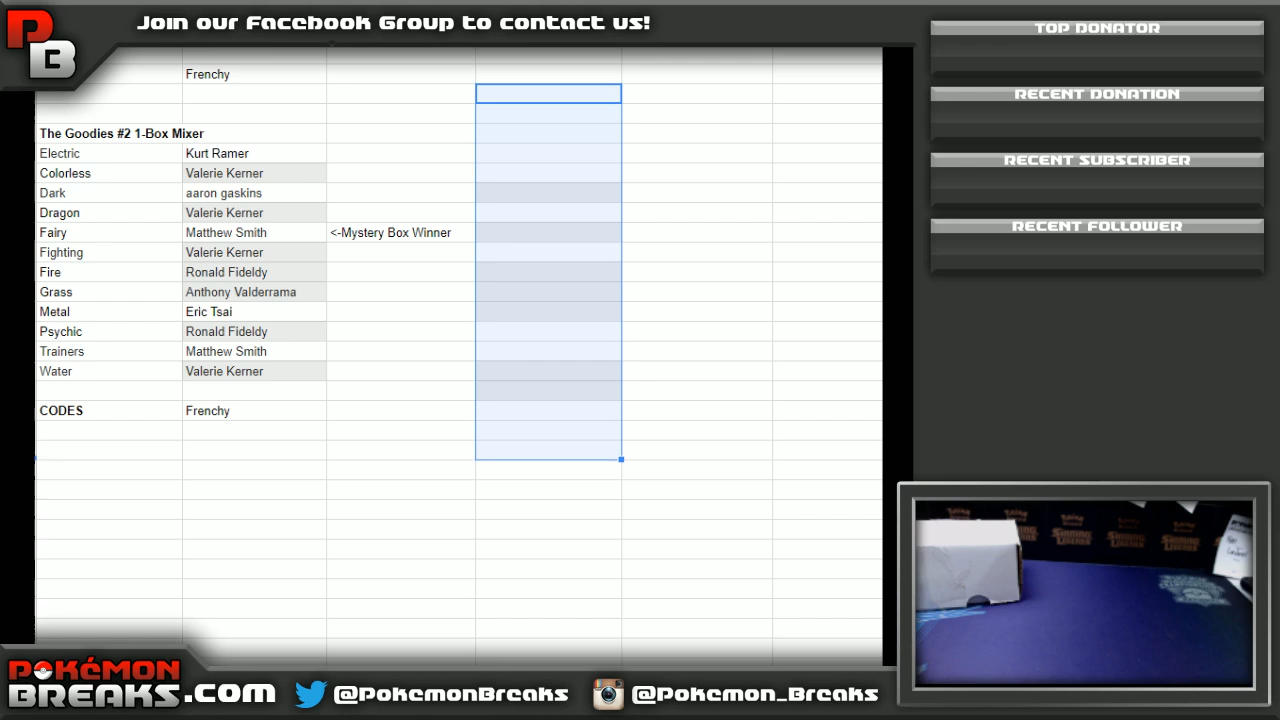 Join our Facebook Group to contact us!
PB
Frenchy
The Goodies #2 1-Box Mixer
Electric Kurt Ramer
Colorless Valerie Kerner
Dark aaron gaskins
Dragon Valerie Kerner
Fairy Matthew Smith <-Mystery Box Winner
Fighting Valerie Kerner
Fire Ronald Fideldy
Grass Anthony Valderrama
Metal Eric Tsai
Psychic Ronald Fideldy
Trainers Matthew Smith
Water Valerie Kerner
CODES Frenchy
TOP DONATOR
RECENT DONATION
RECENT SUBSCRIBER
RECENT FOLLOWER
POKéMON
BREAKS.com
@PokemonBreaks
@Pokemon_Breaks